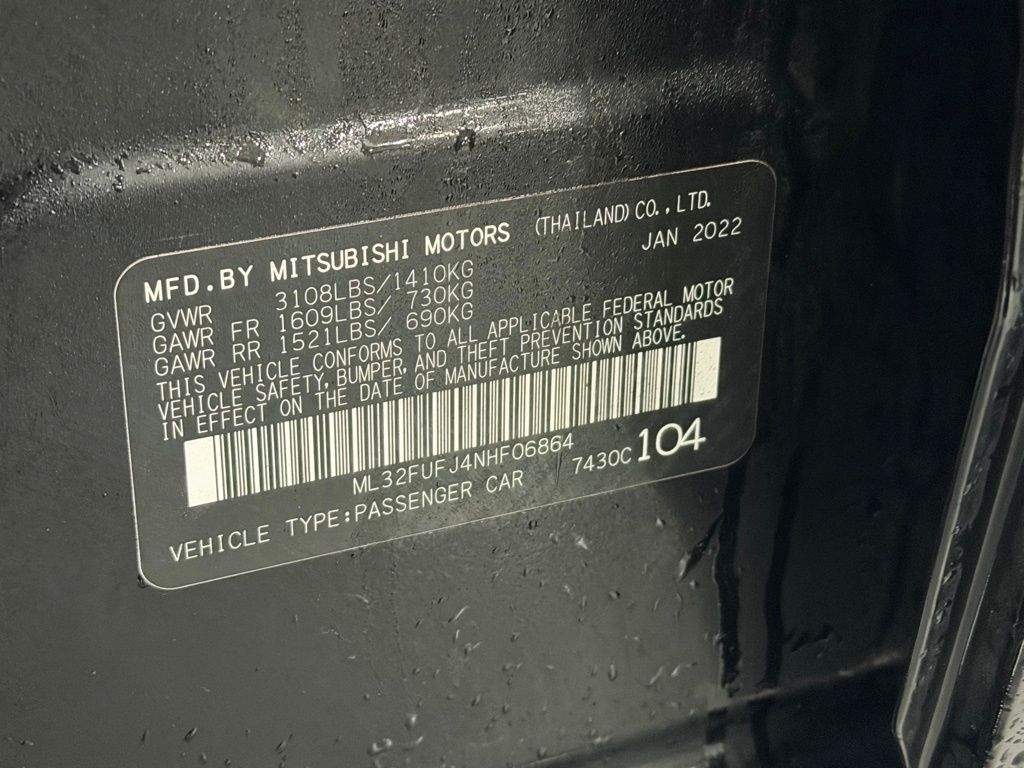 MFD.BY MITSUBISHI MOTORS (THAILAND) CO.,LTD.
JAN 2022
GVWR 3108LBS/1410KG
GAWR FR 1609LBS/ 730KG
GAWR RR 1521LBS/ 690KG
THIS VEHICLE CONFORMS TO ALL APPLICABLE FEDERAL MOTOR
VEHICLE SAFETY, BUMPER, AND THEFT PREVENTION STANDARDS
IN EFFECT ON THE DATE OF MANUFACTURE SHOWN ABOVE.
ML32FUFJ4NHF06864
VEHICLE TYPE:PASSENGER CAR 7430C 104